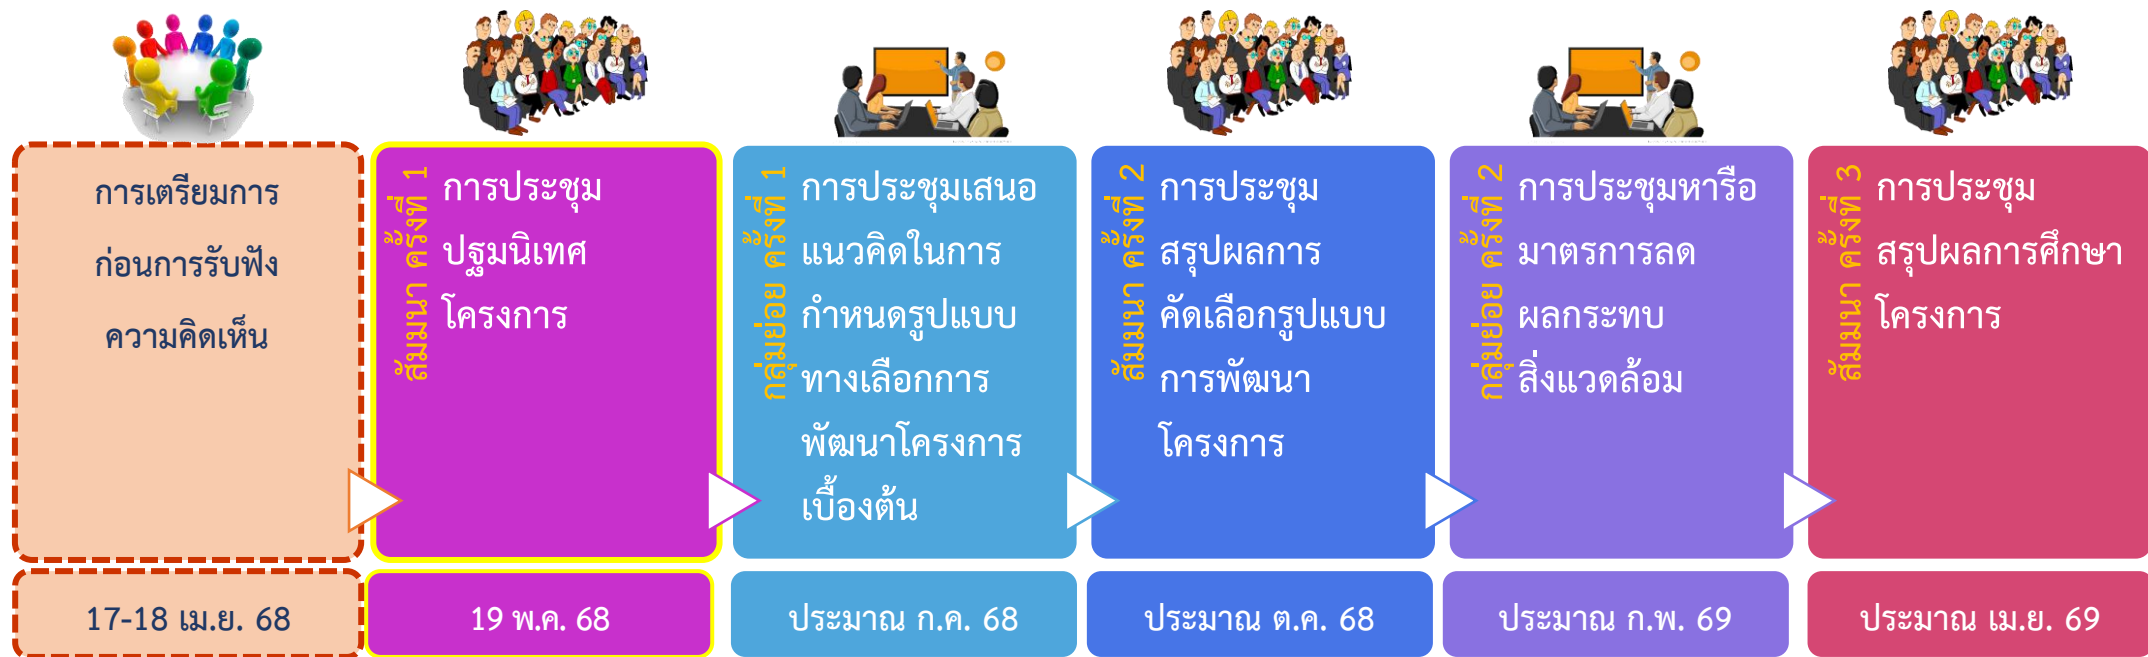 การเตรียมการ
ก่อนการรับฟัง
ความคิดเห็น
17-18 เม.ย. 68
สัมมนา ครั้งที่ 1
การประชุม
ปฐมนิเทศ
โครงการ
19 พ.ค. 68
กลุ่มย่อย ครั้งที่ 1
การประชุมเสนอ
แนวคิดในการ
กำหนดรูปแบบ
ทางเลือกการ
พัฒนาโครงการ
เบื้องต้น
ประมาณ ก.ค. 68
สัมมนา ครั้งที่ 2
การประชุม
สรุปผลการ
คัดเลือกรูปแบบ
การพัฒนา
โครงการ
ประมาณ ต.ค. 68
กลุ่มย่อย ครั้งที่ 2
การประชุมหารือ
มาตรการลด
ผลกระทบ
สิ่งแวดล้อม
ประมาณ ก.พ. 69
สัมมนา ครั้งที่ 3
การประชุม
สรุปผลการศึกษา
โครงการ
ประมาณ เม.ย. 69